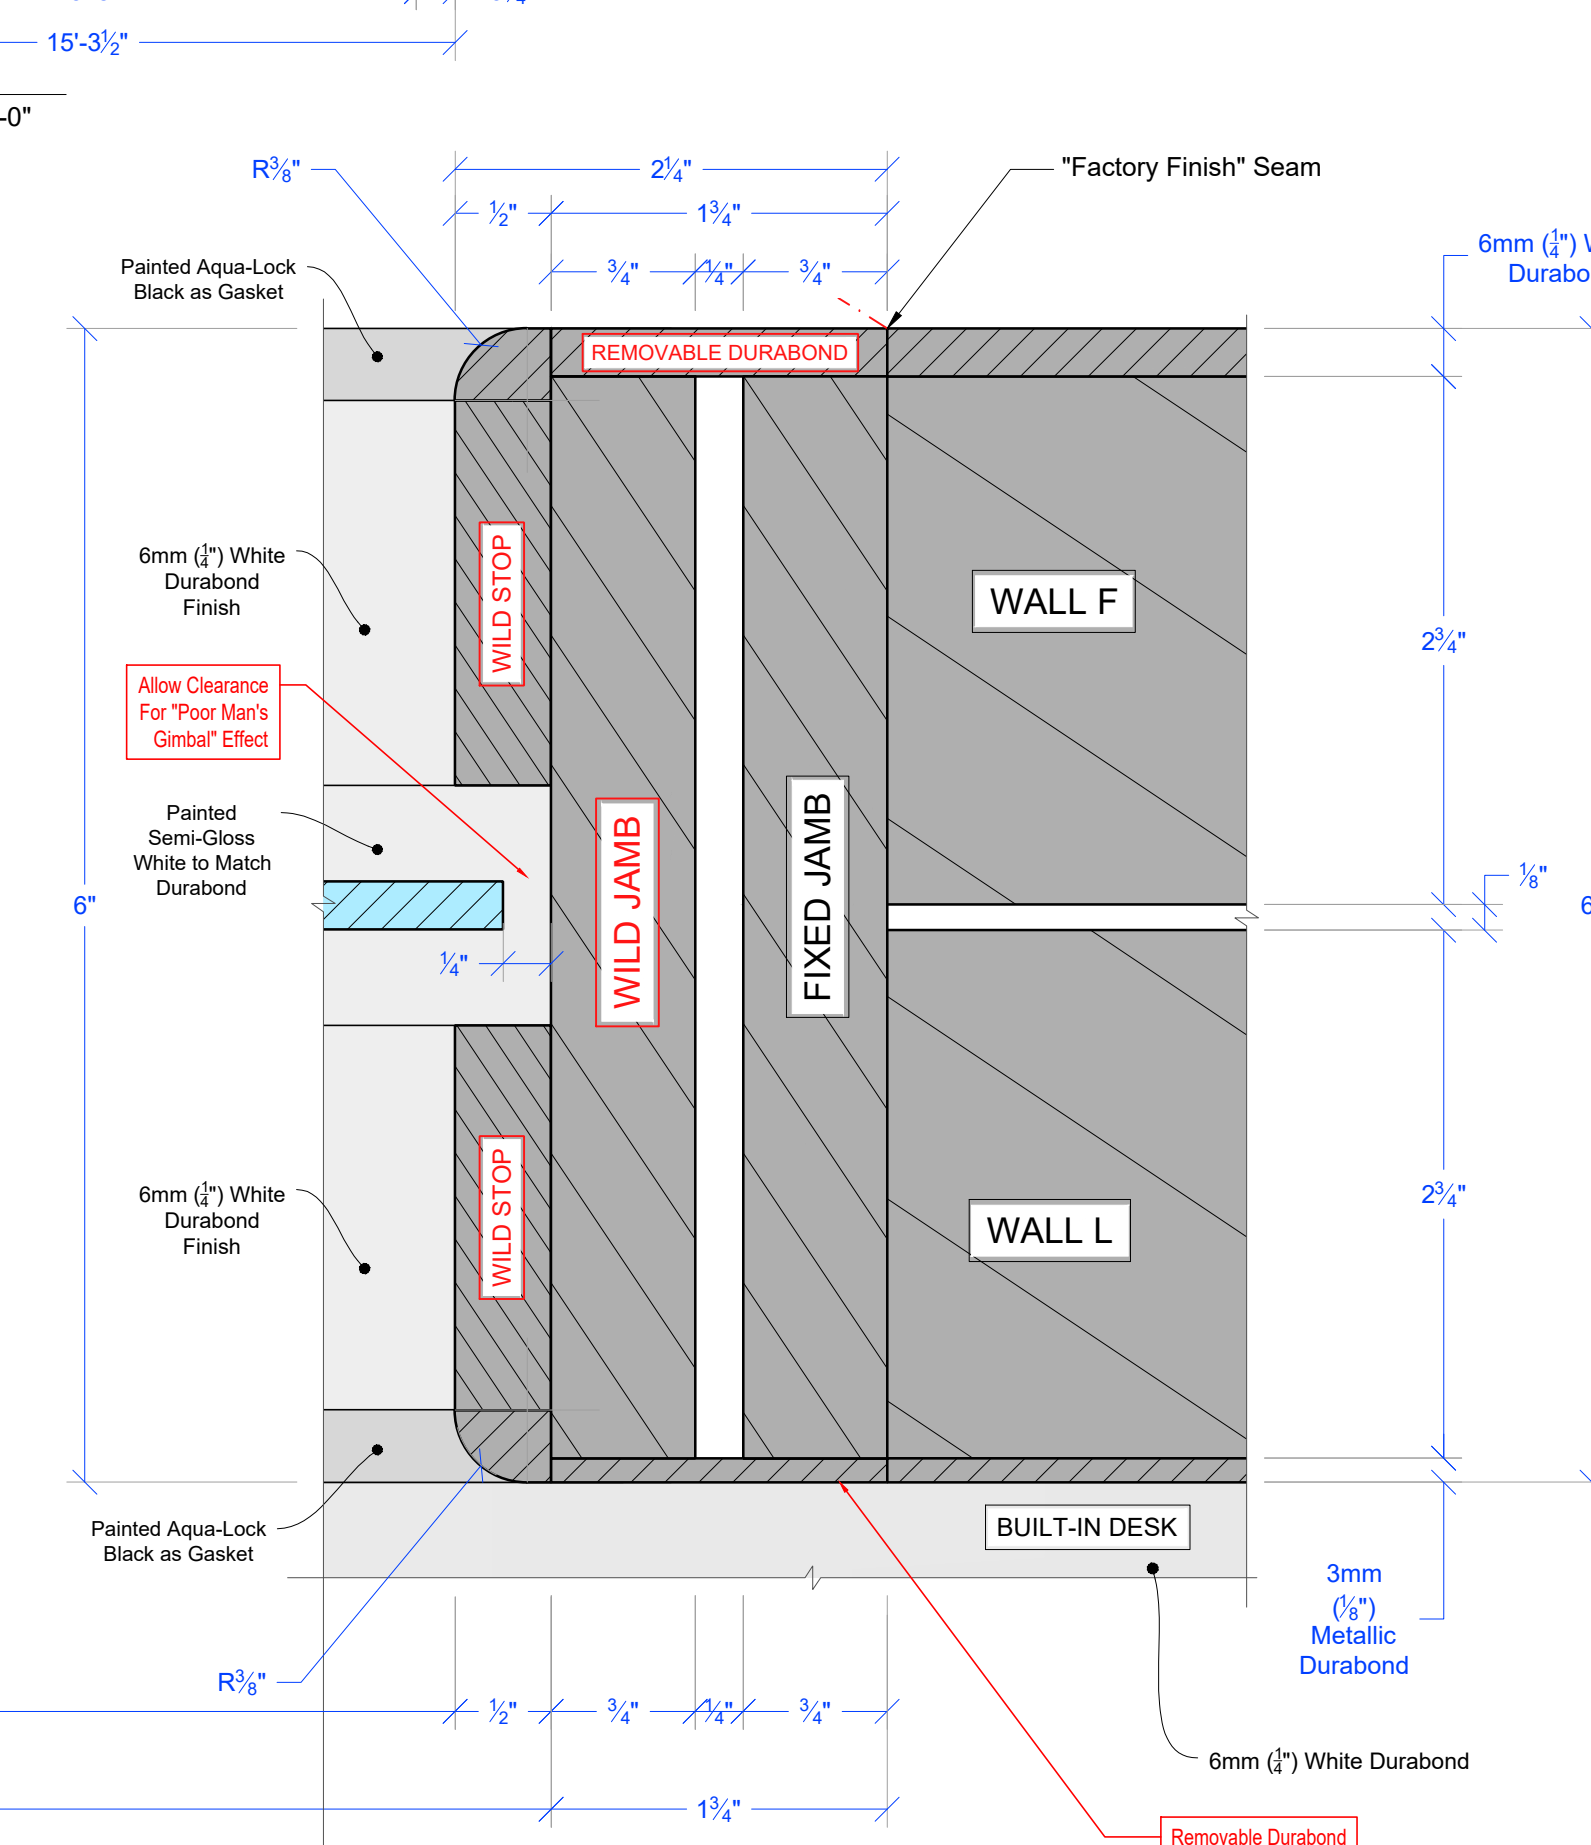 15'-3½"
-0"
R⅜"
2¼"
"Factory Finish" Seam
½"
1¾"
6mm (¼")
Painted Aqua-Lock
Black as Gasket
¾"
¼"
¾"
REMOVABLE DURABOND
6mm (¼") White
Durabond
Finish
WILD STOP
WALL F
2¾"
Allow Clearance
For "Poor Man's
Gimbal" Effect
Painted
Semi-Gloss
White to Match
Durabond
WILD JAMB
FIXED JAMB
⅛"
6"
6
¼"
6mm (¼") White
Durabond
Finish
WILD STOP
WALL L
2¾"
Painted Aqua-Lock
Black as Gasket
BUILT-IN DESK
3mm
(⅛")
Metallic
Durabond
R⅜"
½"
¾"
¼"
¾"
6mm (¼") White Durabond
1¾"
Removable Durabond